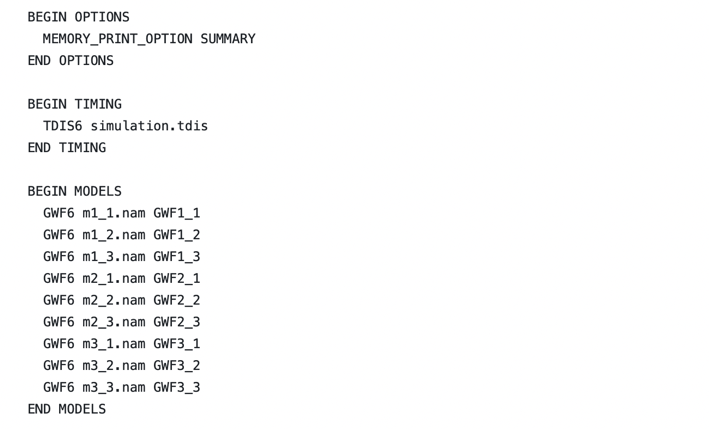 BEGIN OPTIONS
  MEMORY_PRINT_OPTION SUMMARY
END OPTIONS

BEGIN TIMING
  TDIS6 simulation.tdis
END TIMING

BEGIN MODELS
  GWF6 m1_1.nam GWF1_1
  GWF6 m1_2.nam GWF1_2
  GWF6 m1_3.nam GWF1_3
  GWF6 m2_1.nam GWF2_1
  GWF6 m2_2.nam GWF2_2
  GWF6 m2_3.nam GWF2_3
  GWF6 m3_1.nam GWF3_1
  GWF6 m3_2.nam GWF3_2
  GWF6 m3_3.nam GWF3_3
END MODELS